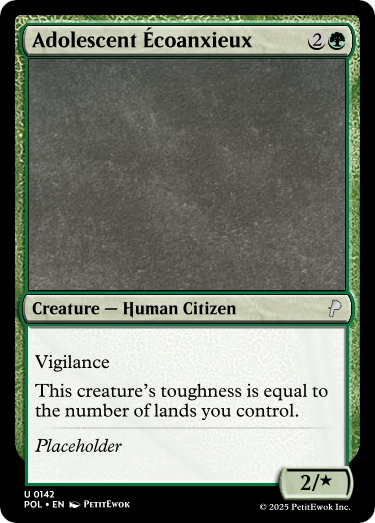 Adolescent Écoanxieux 2
Creature — Human Citizen
Vigilance
This creature's toughness is equal to
the number of lands you control.
Placeholder
2/★
U 0142
POL • EN PetitEwok
© 2025 PetitEwok Inc.